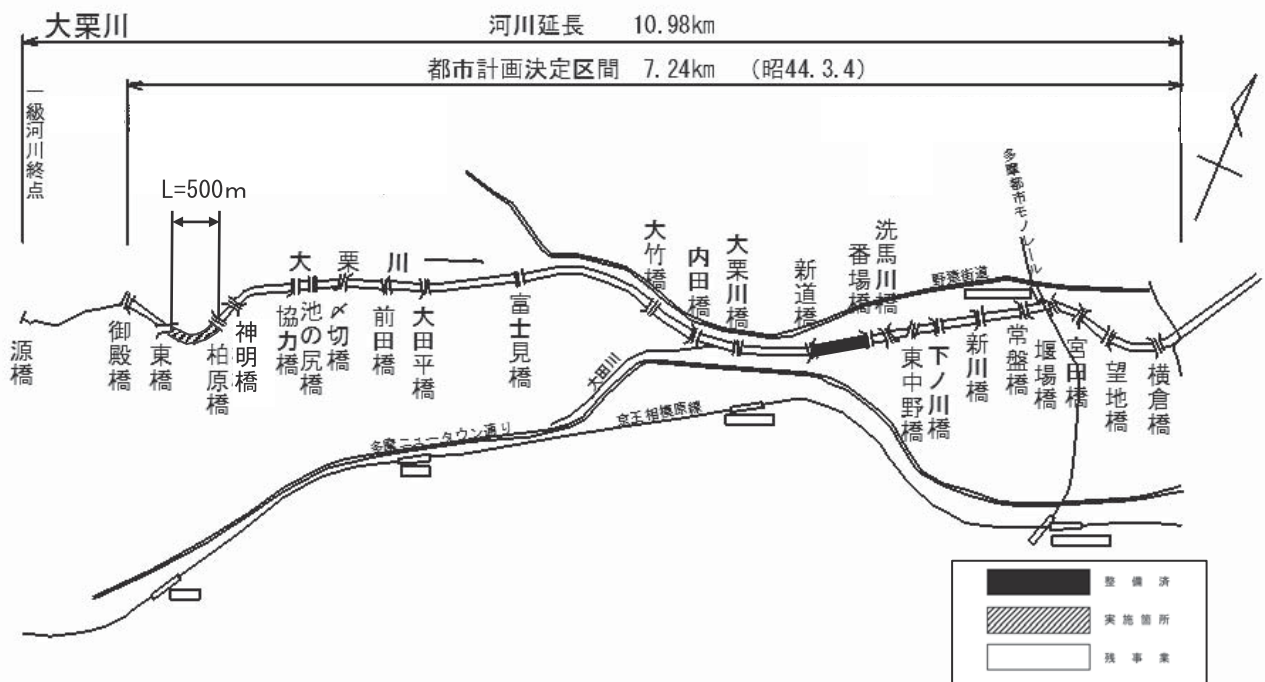 大栗川
河川延長 10.98km
都市計画決定区間 7.24km （昭44.3.4）
一級河川終点
L=500m
多摩都市モノレール
大栗川
大竹橋
内田橋
大栗川橋
新道橋
番場橋
洗馬川橋
野猿街道
源橋
御殿橋
東橋
柏原橋
神明橋
協力橋
池の尻橋
〆切橋
前田橋
大田平橋
富士見橋
大田川
東中野橋
下ノ川橋
新川橋
常盤橋
堰場橋
宮田橋
望地橋
横倉橋
多摩ニュータウン通り
京王相模原線
整備済
実施箇所
残事業